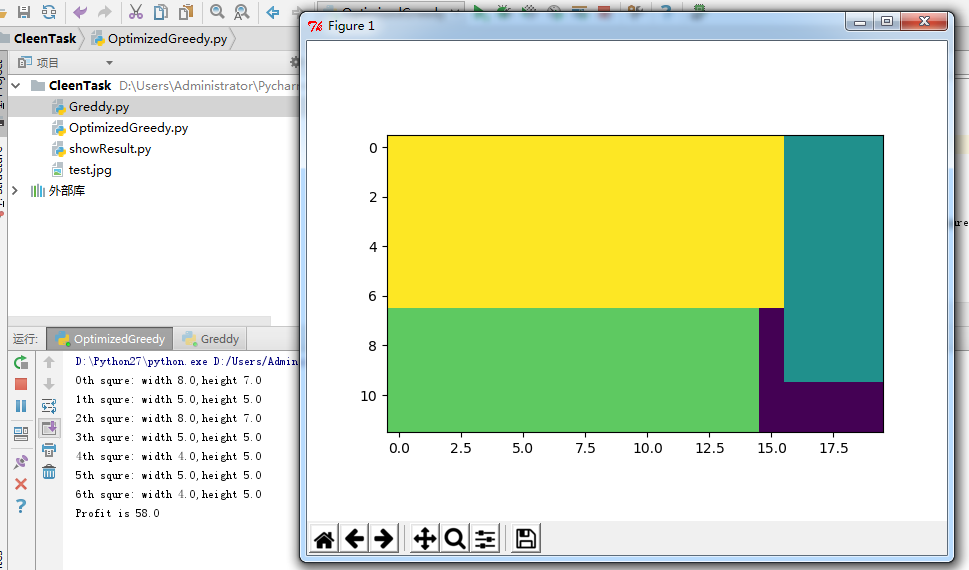 Figure 1
CleenTask
OptimizedGreedy.py
项目
CleenTask D:\Users\Administrator\Pycharm
Greddy.py
OptimizedGreedy.py
showResult.py
test.jpg
外部库
运行:
OptimizedGreedy
Greddy
D:\Python27\python.exe D:/Users/Admin
0th squre: width 8.0,height 7.0
1th squre: width 5.0,height 5.0
2th squre: width 8.0,height 7.0
3th squre: width 5.0,height 5.0
4th squre: width 4.0,height 5.0
5th squre: width 5.0,height 5.0
6th squre: width 4.0,height 5.0
Profit is 58.0
0
2
4
6
8
10
0.0 2.5 5.0 7.5 10.0 12.5 15.0 17.5